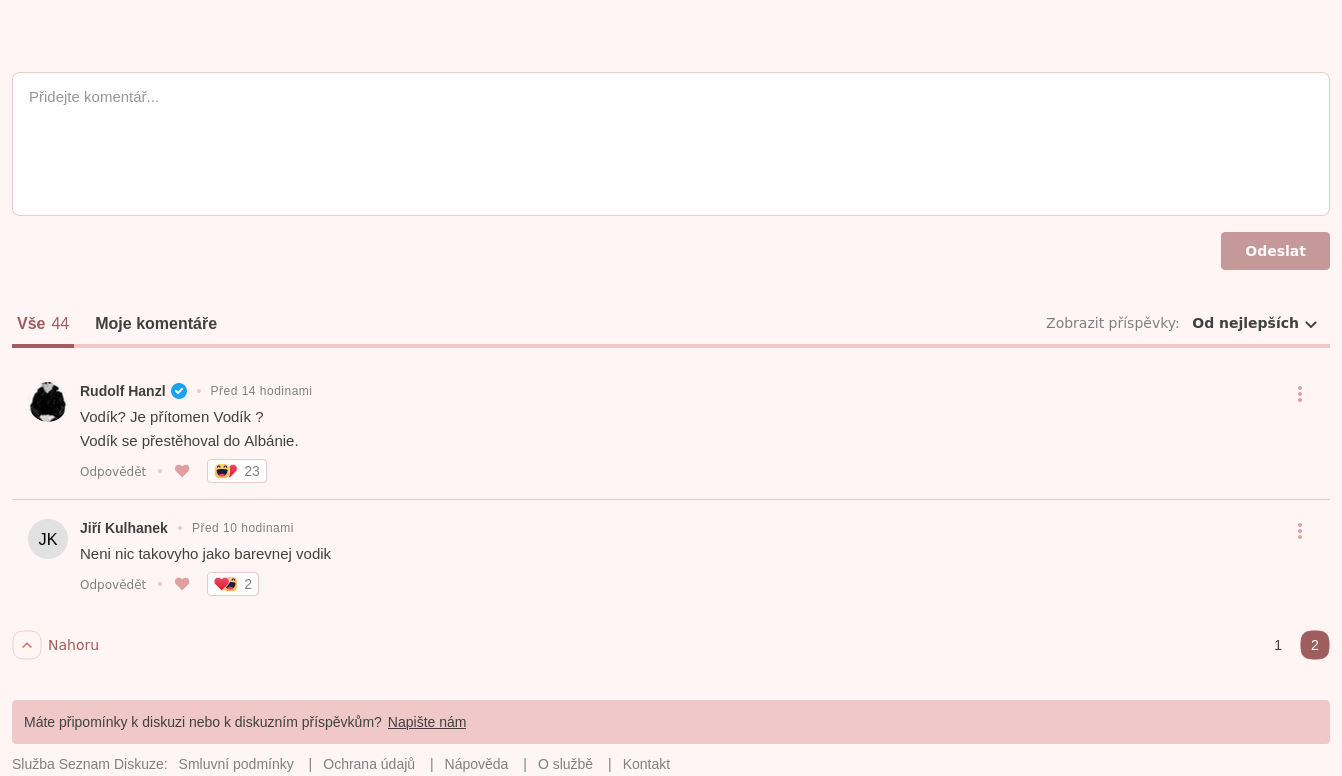 Přidejte komentář...
Odeslat
Vše 44 Moje komentáře Zobrazit příspěvky: Od nejlepších
Rudolf Hanzl • Před 14 hodinami
Vodík? Je přítomen Vodík ?
Vodík se přestěhoval do Albánie.
Odpovědět • 23
JK Jiří Kulhanek • Před 10 hodinami
Neni nic takovyho jako barevnej vodik
Odpovědět • 2
Nahoru 1 2
Máte připomínky k diskuzi nebo k diskuzním příspěvkům? Napište nám
Služba Seznam Diskuze: Smluvní podmínky | Ochrana údajů | Nápověda | O službě | Kontakt